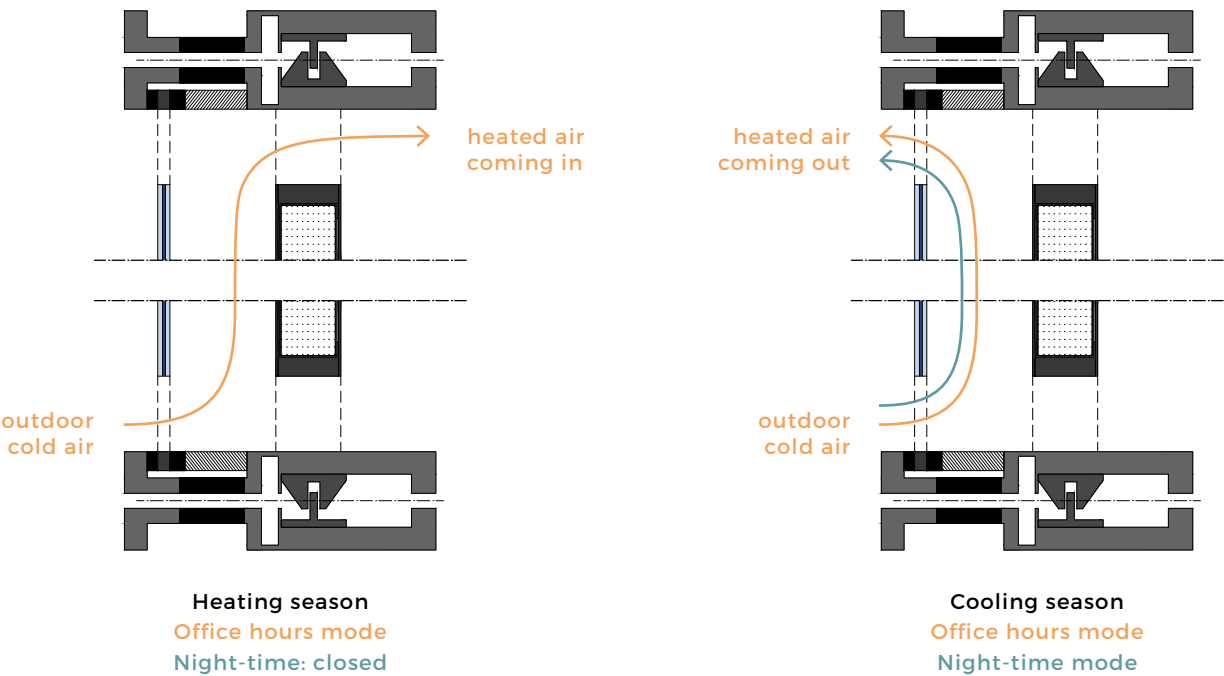 heated air
coming in
outdoor
cold air
Heating season
Office hours mode
Night-time: closed
heated air
coming out
outdoor
cold air
Cooling season
Office hours mode
Night-time mode